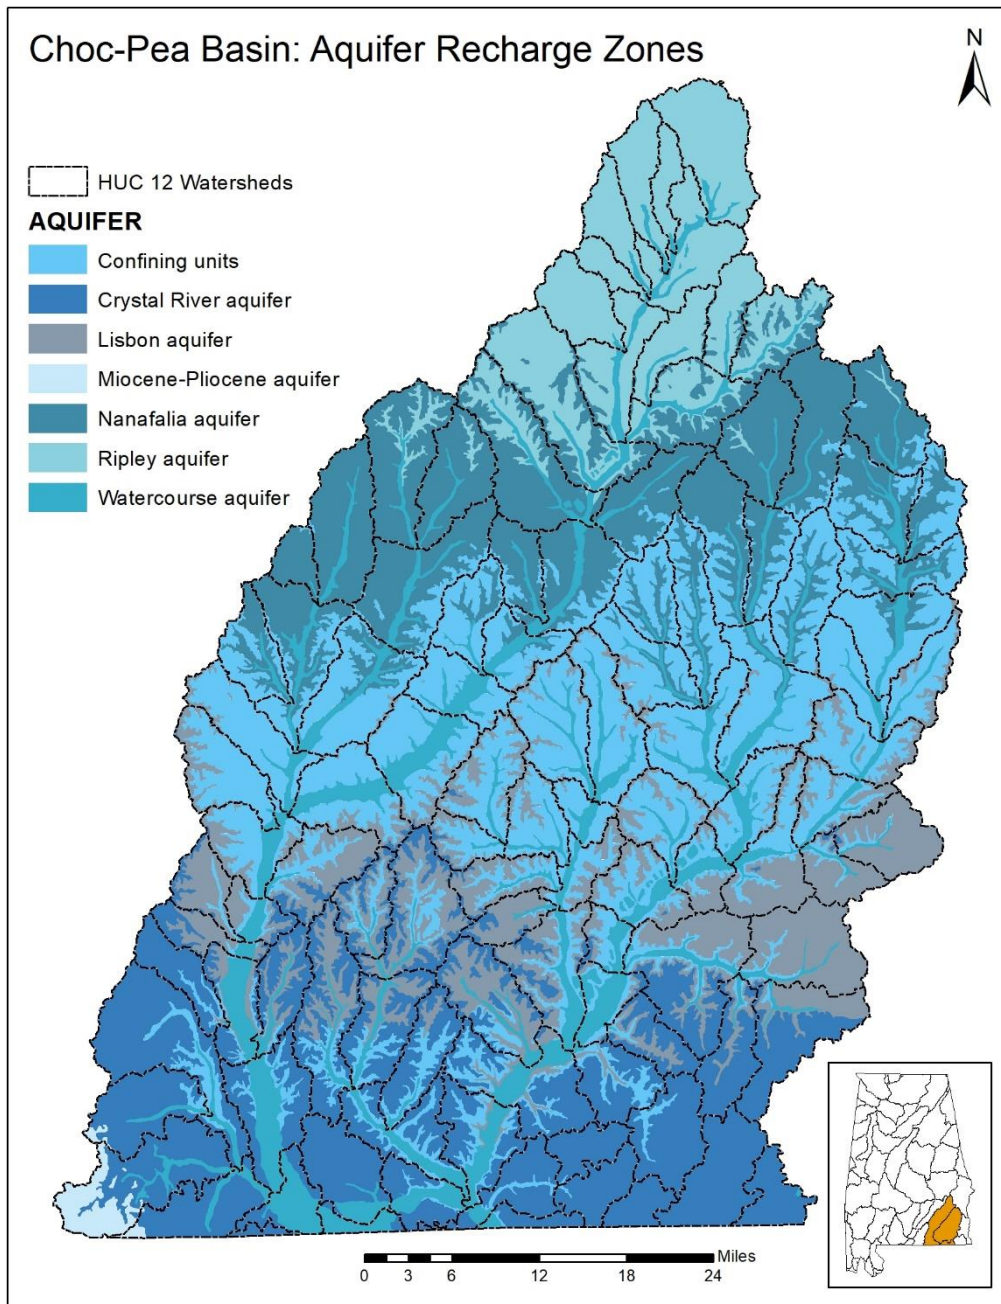 Choc-Pea Basin: Aquifer Recharge Zones
N
HUC 12 Watersheds
AQUIFER
Confining units
Crystal River aquifer
Lisbon aquifer
Miocene-Pliocene aquifer
Nanafalia aquifer
Ripley aquifer
Watercourse aquifer
Miles
0 3 6 12 18 24